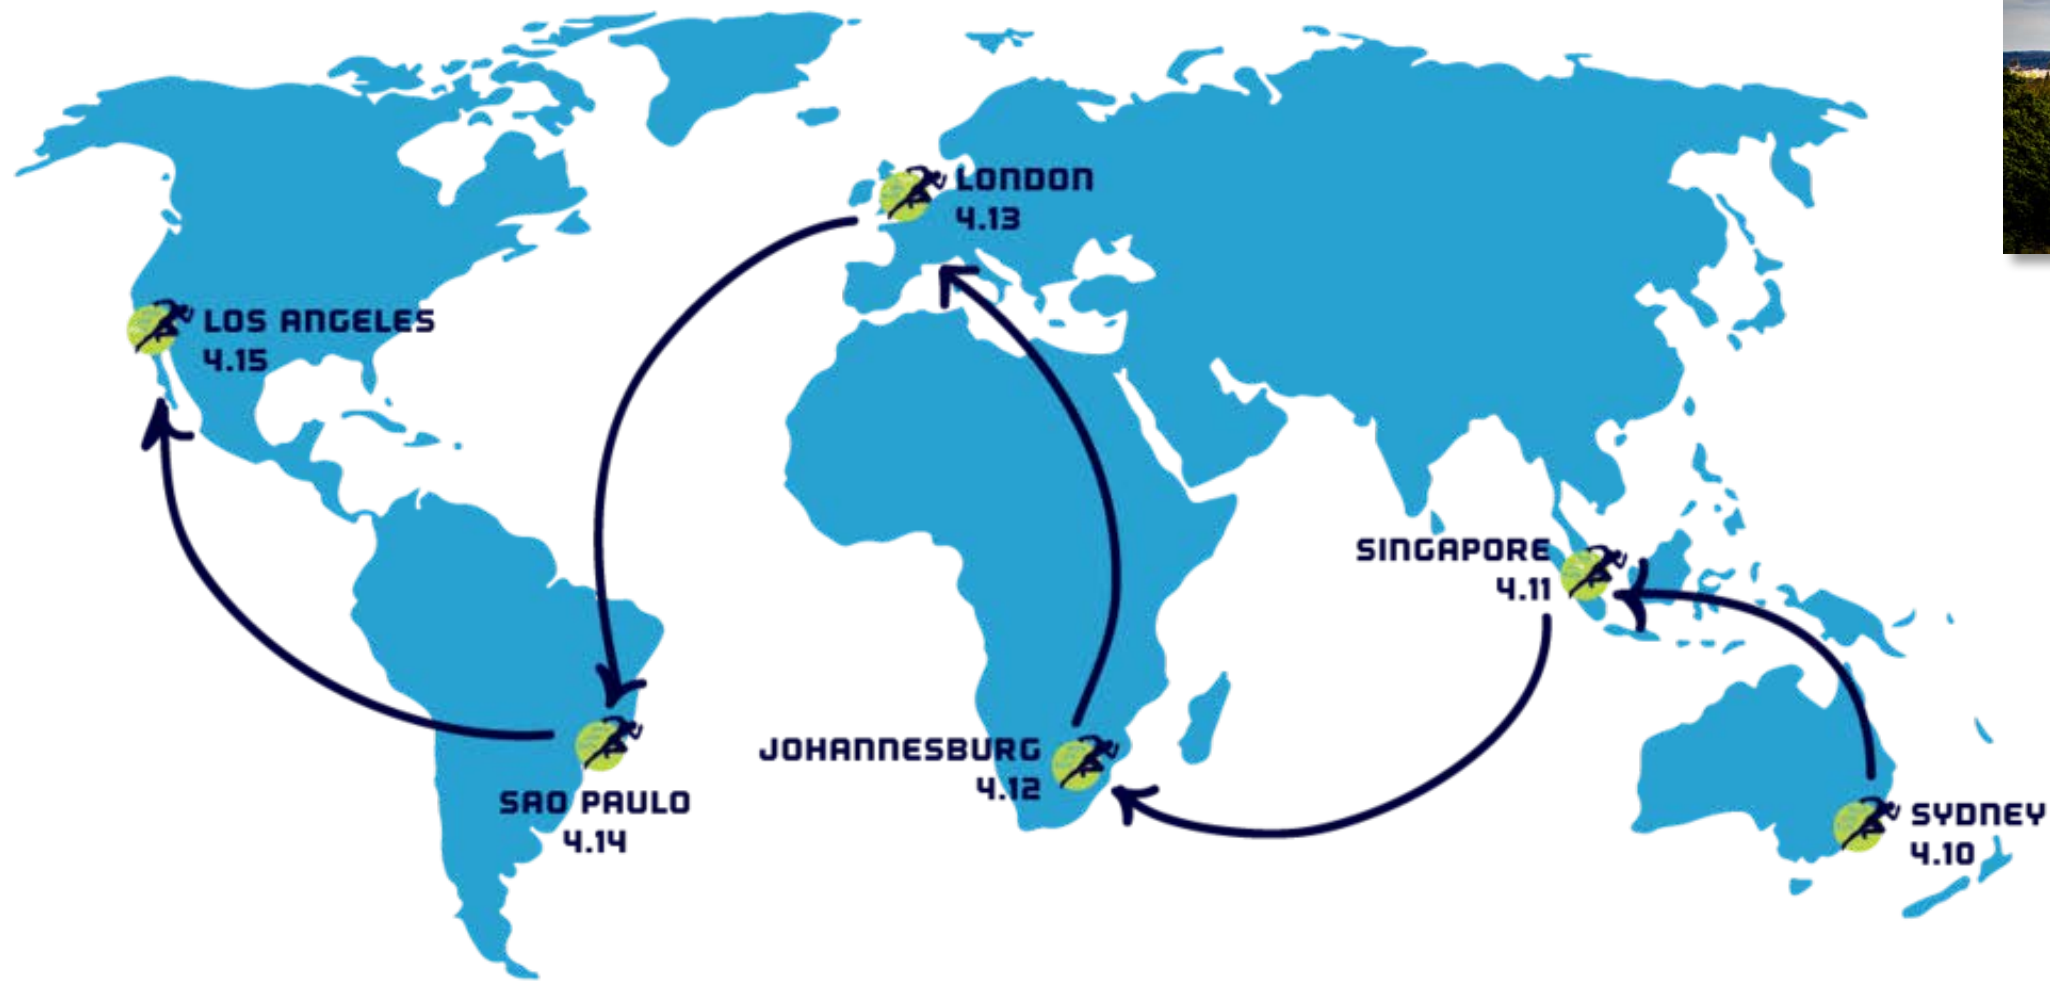 LONDON
4.13
LOS ANGELES
4.15
SINGAPORE
4.11
JOHANNESBURG
4.12
SAO PAULO
4.14
SYDNEY
4.10